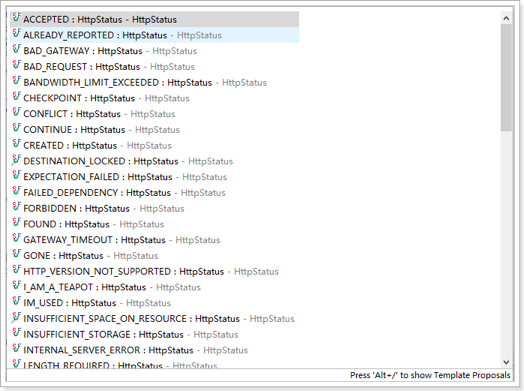 ACCEPTED : HttpStatus - HttpStatus
ALREADY_REPORTED : HttpStatus - HttpStatus
BAD_GATEWAY : HttpStatus - HttpStatus
BAD_REQUEST : HttpStatus - HttpStatus
BANDWIDTH_LIMIT_EXCEEDED : HttpStatus - HttpStatus
CHECKPOINT : HttpStatus - HttpStatus
CONFLICT : HttpStatus - HttpStatus
CONTINUE : HttpStatus - HttpStatus
CREATED : HttpStatus - HttpStatus
DESTINATION_LOCKED : HttpStatus - HttpStatus
EXPECTATION_FAILED : HttpStatus - HttpStatus
FAILED_DEPENDENCY : HttpStatus - HttpStatus
FORBIDDEN : HttpStatus - HttpStatus
FOUND : HttpStatus - HttpStatus
GATEWAY_TIMEOUT : HttpStatus - HttpStatus
GONE : HttpStatus - HttpStatus
HTTP_VERSION_NOT_SUPPORTED : HttpStatus - HttpStatus
I_AM_A_TEAPOT : HttpStatus - HttpStatus
IM_USED : HttpStatus - HttpStatus
INSUFFICIENT_SPACE_ON_RESOURCE : HttpStatus - HttpStatus
INSUFFICIENT_STORAGE : HttpStatus - HttpStatus
INTERNAL_SERVER_ERROR : HttpStatus - HttpStatus
LENGTH_REQUIRED : HttpStatus - HttpStatus
Press 'Alt+/' to show Template Proposals